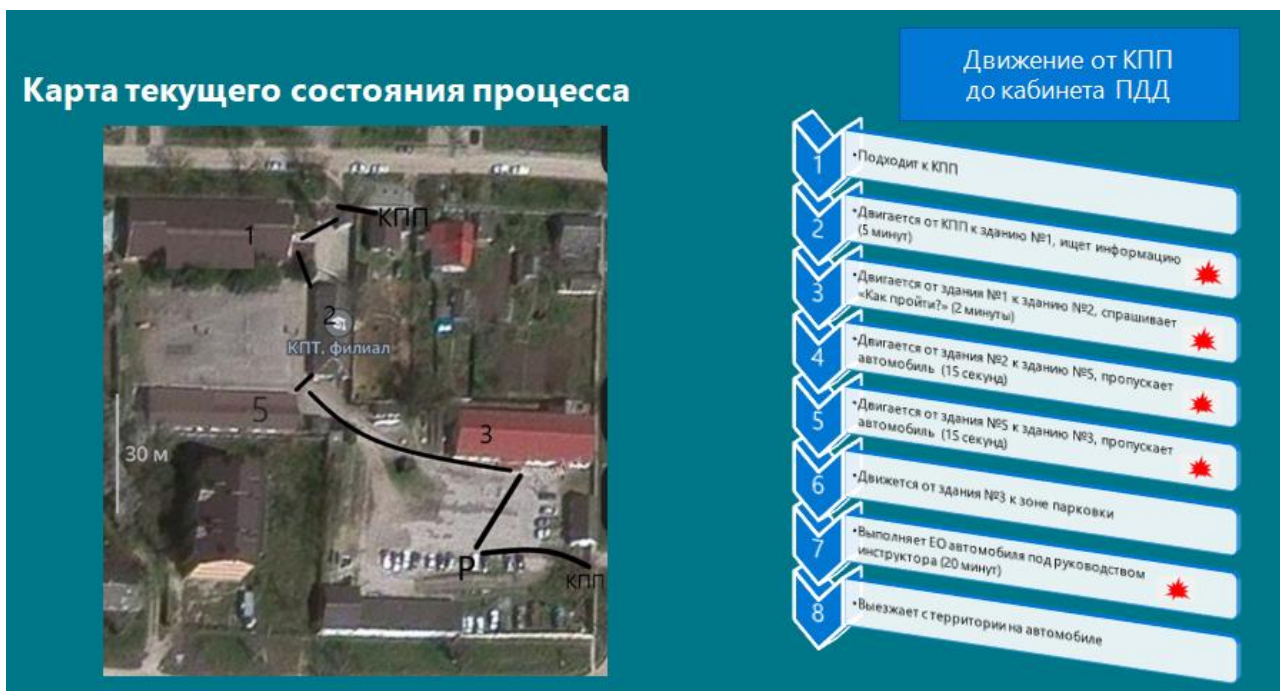 Движение от КПП
до кабинета ПДД
Карта текущего состояния процесса
КПП
1
2
КПТ, филиал
5
3
30 м
Р
КПП
1
•Подходит к КПП
2
•Двигается от КПП к зданию №1, ищет информацию
(5 минут)
3
•Двигается от здания №1 к зданию №2, спрашивает
«Как пройти?» (2 минуты)
4
•Двигается от здания №2 к зданию №5, пропускает
автомобиль (15 секунд)
5
•Двигается от здания №5 к зданию №3, пропускает
автомобиль (15 секунд)
6
•Движется от здания №3 к зоне парковки
7
•Выполняет ЕО автомобиля под руководством
инструктора (20 минут)
8
•Выезжает с территории на автомобиле